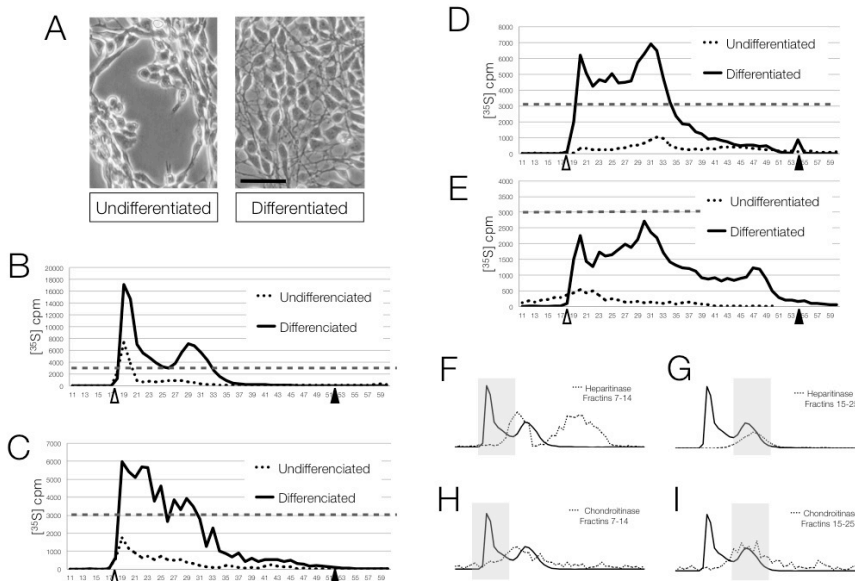 A
Undifferentiated
Differentiated
B
20000
18000
16000
14000
12000
10000
8000
6000
4000
2000
0
[35S] cpm
Undifferenciated
Differenciated
11 13 15 17 19 21 23 25 27 29 31 33 35 37 39 41 43 45 47 49 51 53 55 57 59
C
7000
6000
5000
4000
3000
2000
1000
0
[35S] cpm
Undifferenciated
Differenciated
11 13 15 17 19 21 23 25 27 29 31 33 35 37 39 41 43 45 47 49 51 53 55 57 59
D
8000
7000
6000
5000
4000
3000
2000
1000
0
[35S] cpm
Undifferentiated
Differentiated
11 13 15 17 19 21 23 25 27 29 31 33 35 37 39 41 43 45 47 49 51 53 55 57 59
E
4000
3500
3000
2500
500
0
[35S] cpm
Undifferentiated
Differentiated
11 13 15 17 19 21 23 25 27 29 31 33 35 37 39 41 43 45 47 49 51 53 55 57 59
F
Heparitinase
Fractins 7-14
G
Heparitinase
Fractins 15-25
H
Chondroitinase
Fractins 7-14
I
Chondroitinase
Fractins 15-25